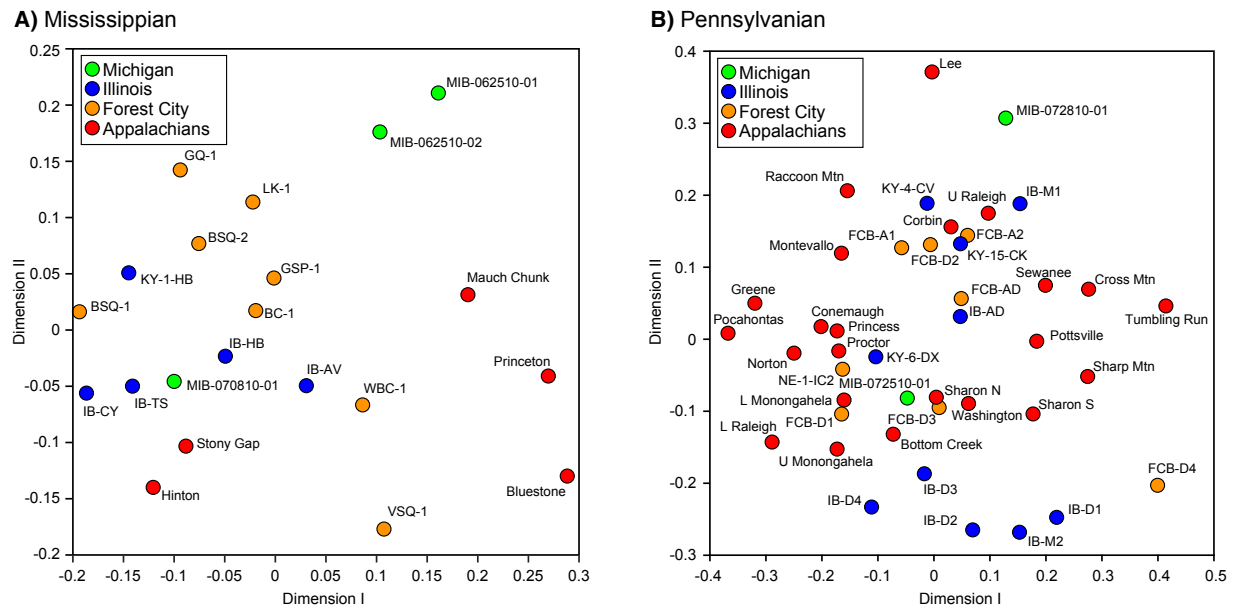 A) Mississippian
0.25
0.2
0.15
0.1
0.05
0
-0.05
-0.1
-0.15
-0.2
Dimension II
Michigan
Illinois
Forest City
Appalachians
MIB-062510-01
MIB-062510-02
GQ-1
LK-1
BSQ-2
KY-1-HB
GSP-1
Mauch Chunk
BSQ-1
BC-1
IB-HB
IB-AV
Princeton
MIB-070810-01
IB-CY
IB-TS
WBC-1
Stony Gap
Hinton
Bluestone
VSQ-1
-0.2
-0.15
-0.1
-0.05
0
0.05
0.1
0.15
0.2
0.25
0.3
Dimension I
B) Pennsylvanian
0.4
0.3
0.2
0.1
0
-0.1
-0.2
-0.3
Dimension II
Michigan
Illinois
Forest City
Appalachians
Lee
MIB-072810-01
Raccoon Mtn
KY-4-CV
U Raleigh
IB-M1
Corbin
FCB-A1
FCB-A2
Montevallo
FCB-D2
KY-15-CK
Sewanee
Cross Mtn
Greene
FCB-AD
Conemaugh
IB-AD
Tumbling Run
Pocahontas
Princess
Proctor
Pottsville
Norton
KY-6-DX
Sharp Mtn
NE-1-IC2
MIB-072510-01
Sharon N
L Monongahela
Sharon S
FCB-D1
FCB-D3
Washington
L Raleigh
Bottom Creek
U Monongahela
FCB-D4
IB-D3
IB-D4
IB-D2
IB-D1
IB-M2
-0.4
-0.3
-0.2
-0.1
0
0.1
0.2
0.3
0.4
0.5
Dimension I